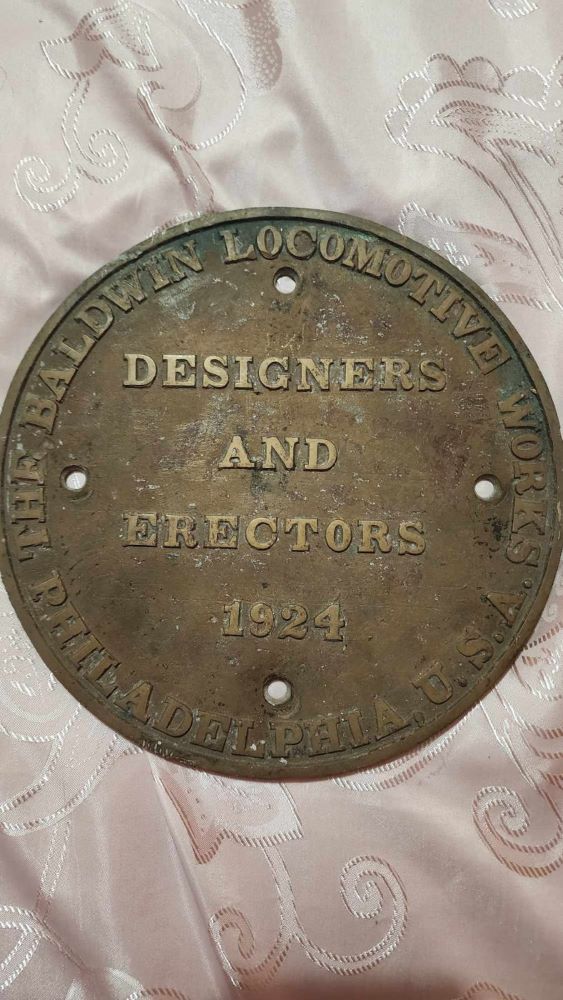 THE BALDWIN LOCOMOTIVE WORKS.
DESIGNERS
AND
ERECTORS
1924
PHILADELPHIA, U.S.A.